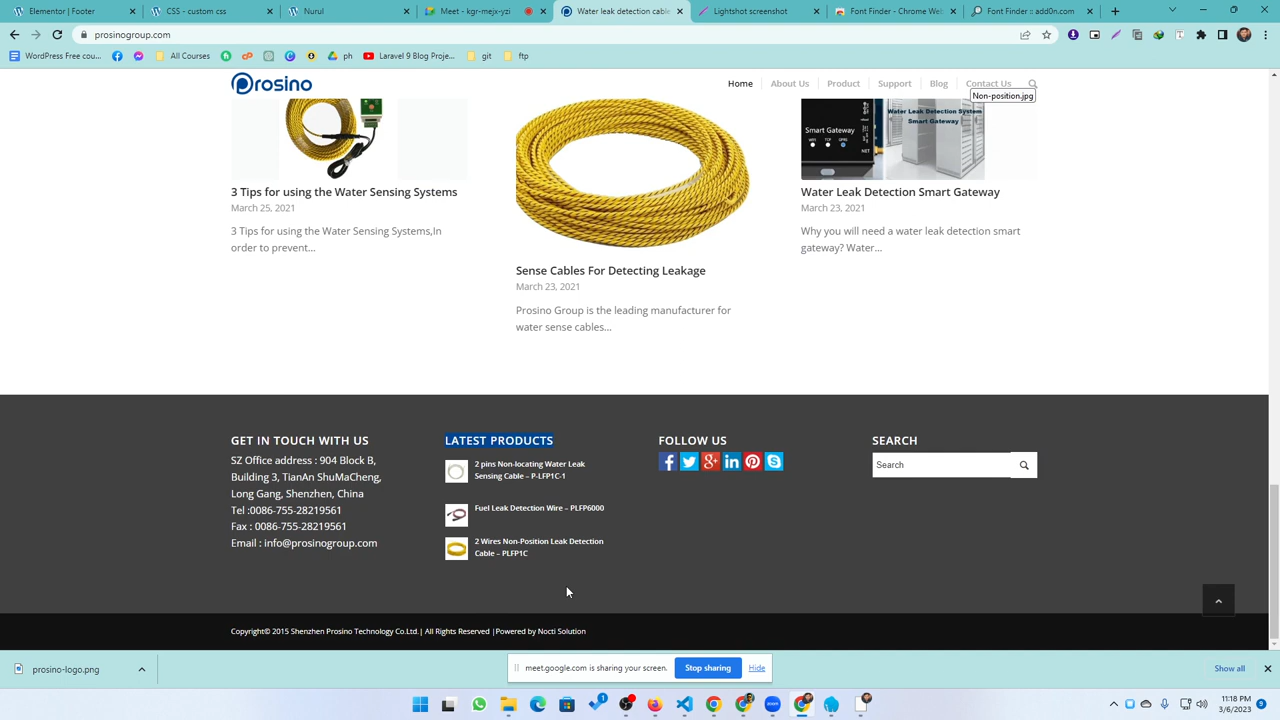 Elementor | Footer
CSS - custom css
Nurul
Meet - krg-mejx-yzi
Water leak detection cable
Lightshot screenshot
Font Finder - Chrome Web
Font Finder :: add0n.com
prosinogroup.com
WordPress Free cou...
All Courses
ph
Laravel 9 Blog Proje...
git
ftp
Prosino
Home
About Us
Product
Support
Blog
Contact Us
Non-position.jpg
Smart Gateway
NET
Water Leak Detection System
Smart Gateway
3 Tips for using the Water Sensing Systems
March 25, 2021
3 Tips for using the Water Sensing Systems,In
order to prevent...
Sense Cables For Detecting Leakage
March 23, 2021
Prosino Group is the leading manufacturer for
water sense cables...
Water Leak Detection Smart Gateway
March 23, 2021
Why you will need a water leak detection smart
gateway? Water...
GET IN TOUCH WITH US
SZ Office address : 904 Block B,
Building 3, TianAn ShuMaCheng,
Long Gang, Shenzhen, China
Tel :0086-755-28219561
Fax : 0086-755-28219561
Email : info@prosinogroup.com
LATEST PRODUCTS
2 pins Non-locating Water Leak
Sensing Cable – P-LFP1C-1
Fuel Leak Detection Wire – PLFP6000
2 Wires Non-Position Leak Detection
Cable – PLFP1C
FOLLOW US
SEARCH
Search
Copyright© 2015 Shenzhen Prosino Technology Co.Ltd.| All Rights Reserved |Powered by Nocti Solution
prosino-logo.png
meet.google.com is sharing your screen.
Stop sharing
Hide
Show all
11:18 PM
3/6/2023